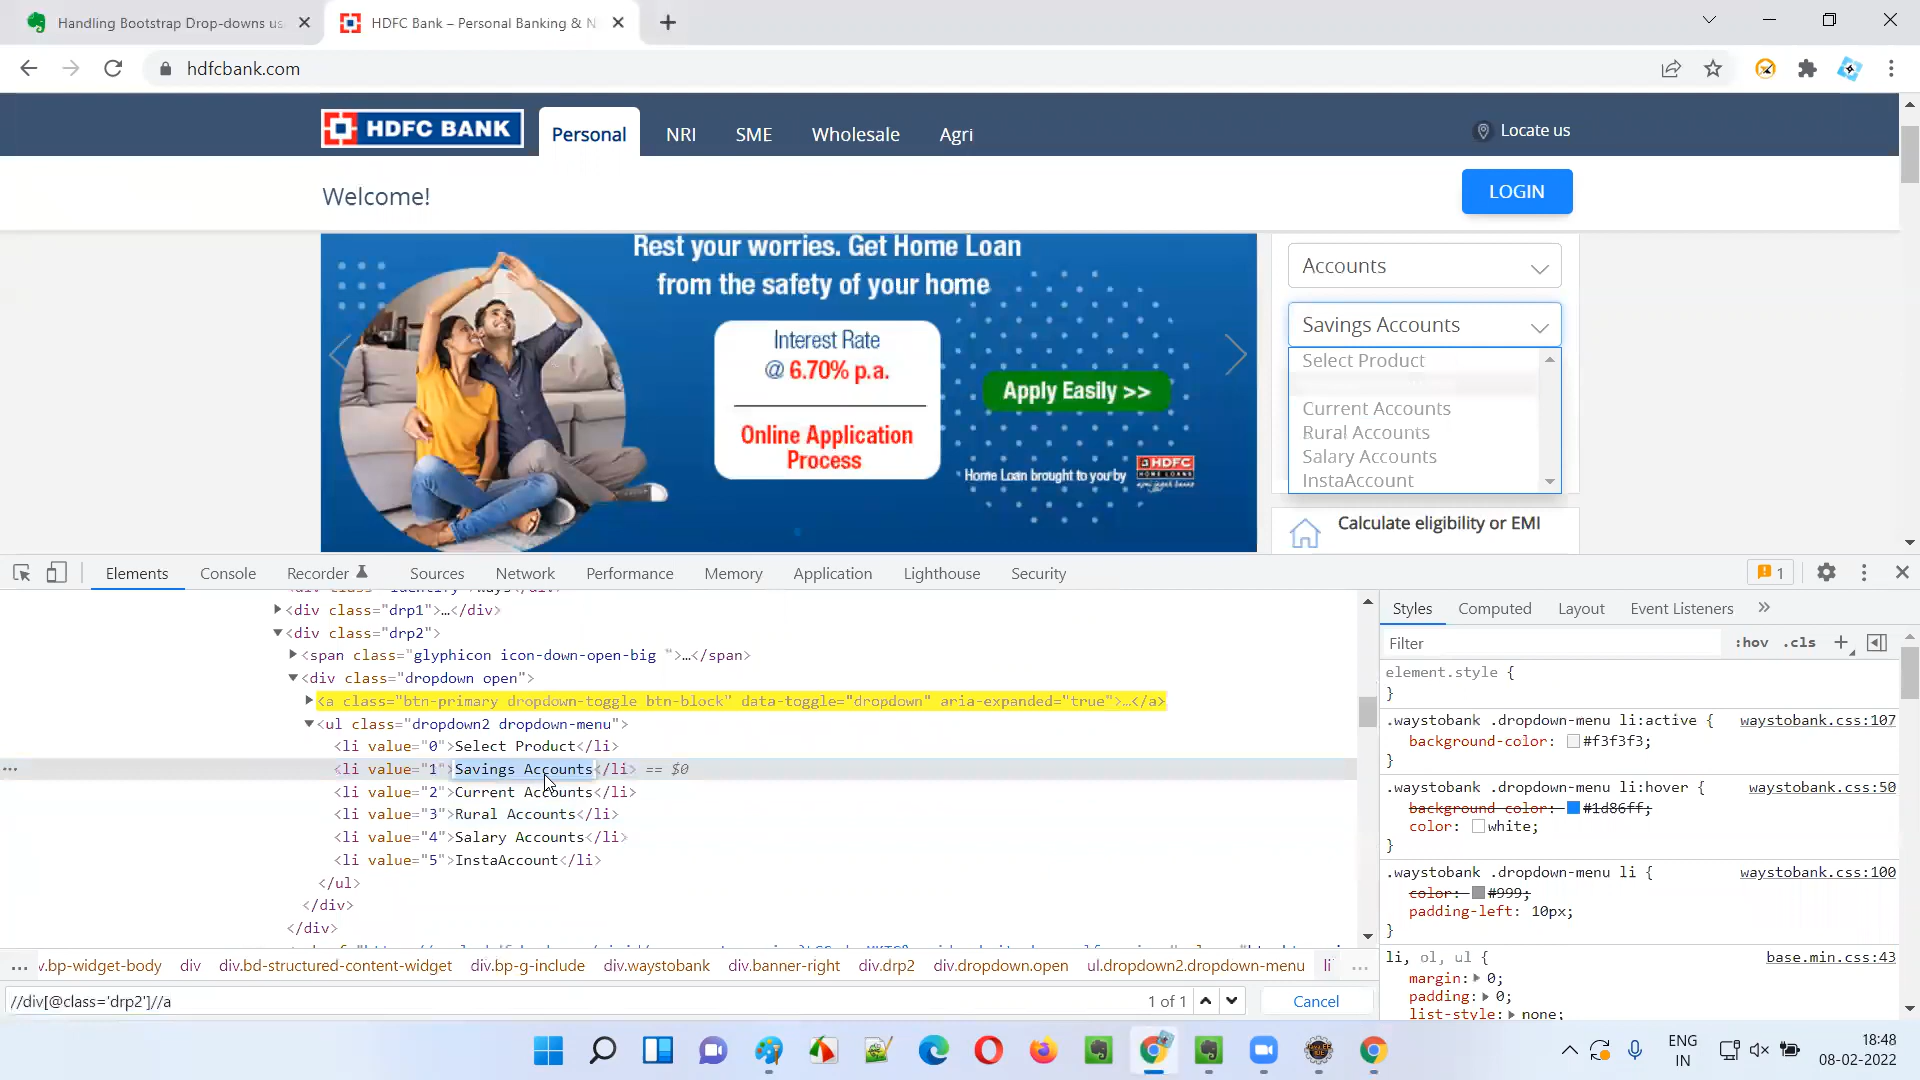 Handling Bootstrap Drop-downs us
HDFC Bank – Personal Banking & N
hdfcbank.com
HDFC BANK
Personal
NRI
SME
Wholesale
Agri
Locate us
Welcome!
LOGIN
Rest your worries. Get Home Loan
from the safety of your home
Interest Rate
@ 6.70% p.a.
Online Application
Process
Apply Easily >>
Home Loan brought to you by
HDFC
Accounts
Savings Accounts
Select Product
Current Accounts
Rural Accounts
Salary Accounts
InstaAccount
Calculate eligibility or EMI
Elements
Console
Recorder
Sources
Network
Performance
Memory
Application
Lighthouse
Security
1
<div class="drp1">…</div>
<div class="drp2">
<span class="glyphicon icon-down-open-big ">…</span>
<div class="dropdown open">
<a class="btn-primary dropdown-toggle btn-block" data-toggle="dropdown" aria-expanded="true">…</a>
<ul class="dropdown2 dropdown-menu">
<li value="0">Select Product</li>
<li value="1">Savings Accounts</li> == $0
<li value="2">Current Accounts</li>
<li value="3">Rural Accounts</li>
<li value="4">Salary Accounts</li>
<li value="5">InstaAccount</li>
</ul>
</div>
</div>
Styles
Computed
Layout
Event Listeners
Filter
:hov
.cls
element.style {
}
.waystobank .dropdown-menu li:active {
waystobank.css:107
background-color: #f3f3f3;
}
.waystobank .dropdown-menu li:hover {
waystobank.css:50
background-color: #1d86ff;
color: white;
}
.waystobank .dropdown-menu li {
waystobank.css:100
color: #999;
padding-left: 10px;
}
li, ol, ul {
base.min.css:43
margin: 0;
padding: 0;
list-style: none;
... v.bp-widget-body div div.bd-structured-content-widget div.bp-g-include div.waystobank div.banner-right div.drp2 div.dropdown.open ul.dropdown2.dropdown-menu li ...
//div[@class='drp2']//a
1 of 1
Cancel
ENG
IN
18:48
08-02-2022